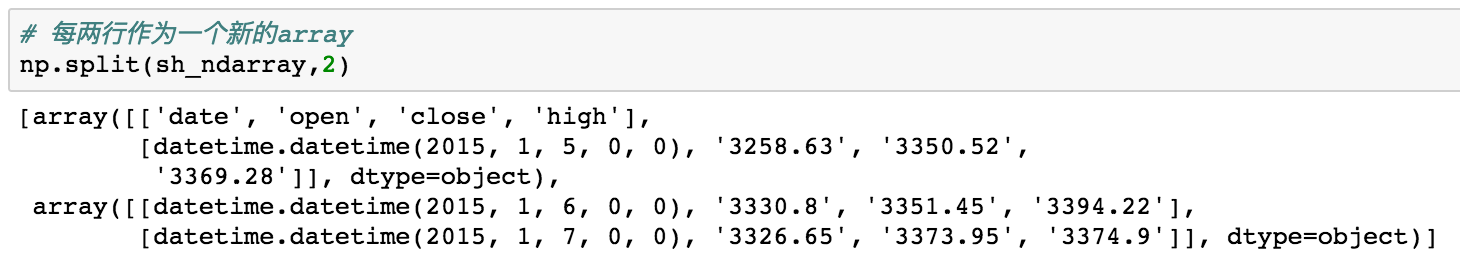 # 每两行作为一个新的array
np.split(sh_ndarray,2)
[array([['date', 'open', 'close', 'high'],
[datetime.datetime(2015, 1, 5, 0, 0), '3258.63', '3350.52',
'3369.28']], dtype=object),
array([[datetime.datetime(2015, 1, 6, 0, 0), '3330.8', '3351.45', '3394.22'],
[datetime.datetime(2015, 1, 7, 0, 0), '3326.65', '3373.95', '3374.9']], dtype=object)]